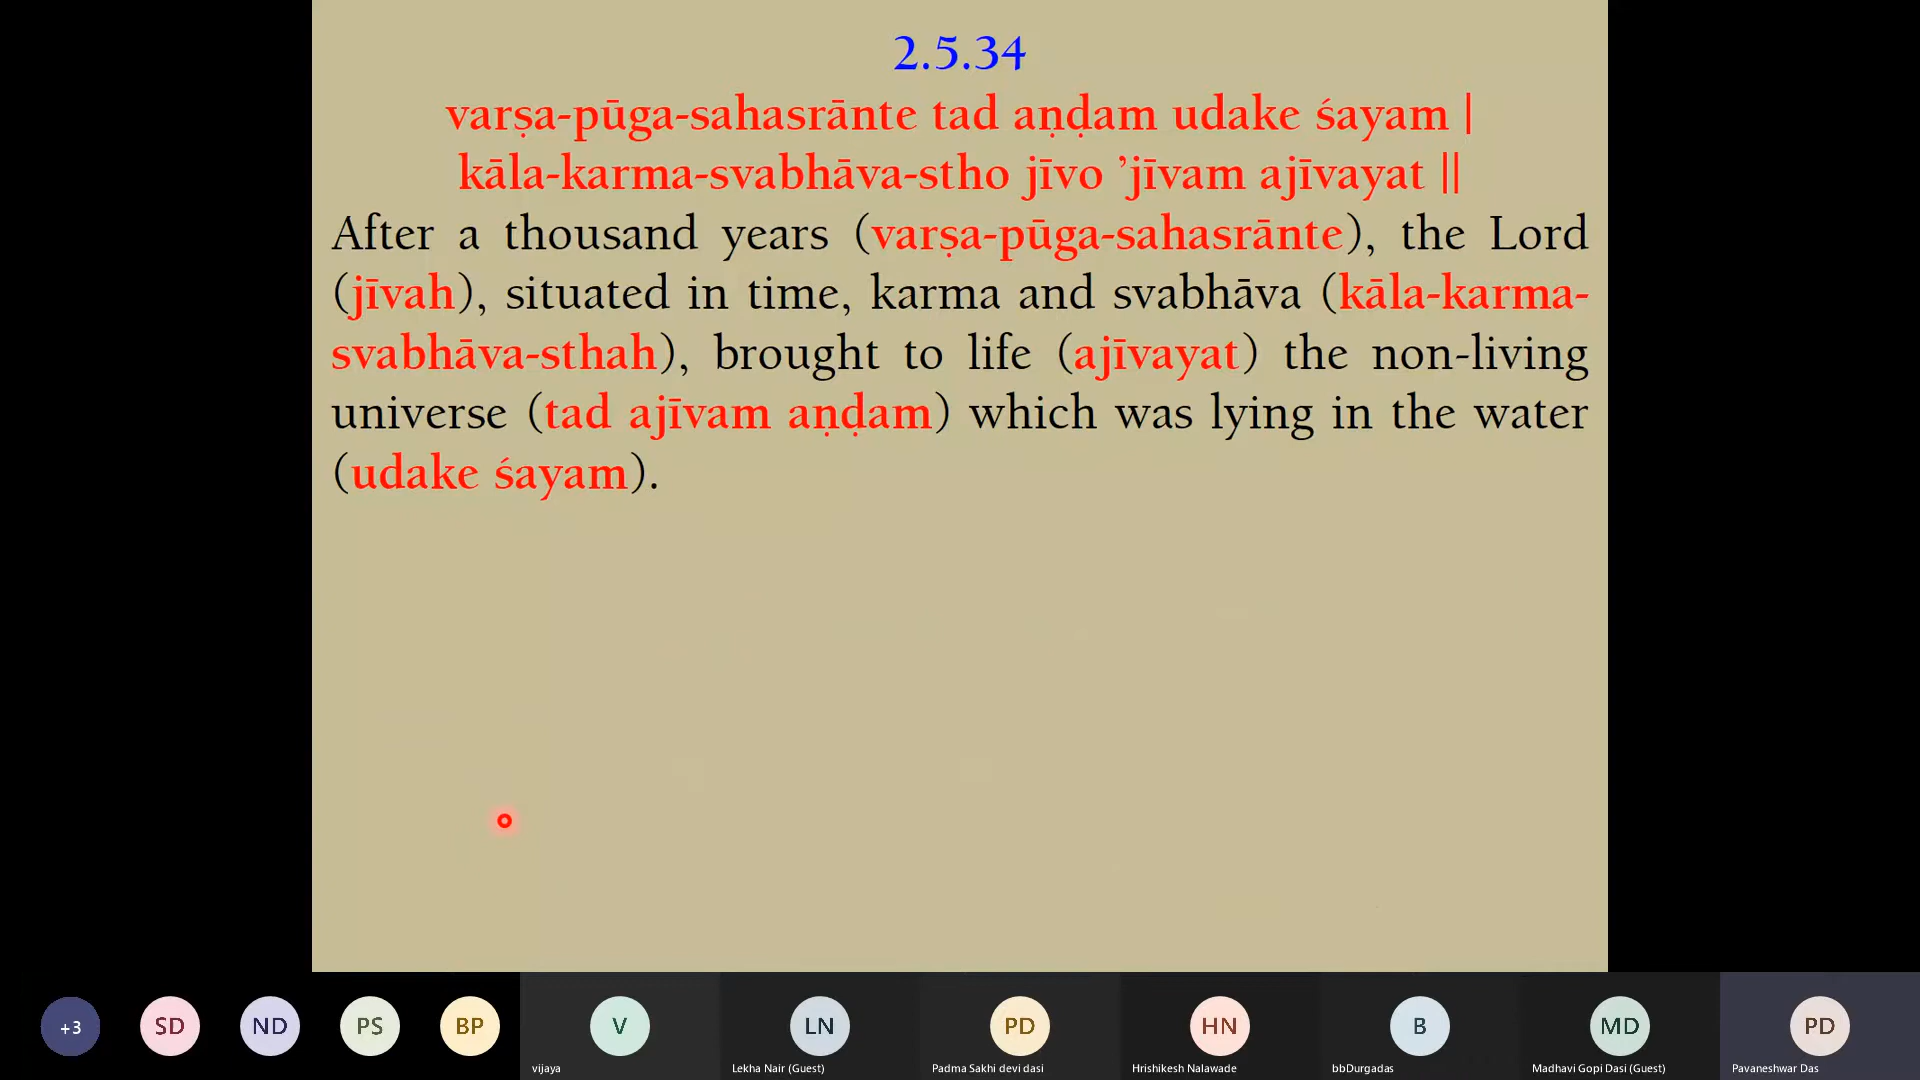 2.5.34
varṣa-pūga-sahasrānte tad aṇḍam udake śayam |
kāla-karma-svabhāva-stho jīvo ’jīvam ajīvayat ||
After a thousand years (varṣa-pūga-sahasrānte), the Lord
(jīvah), situated in time, karma and svabhāva (kāla-karma-
svabhāva-sthah), brought to life (ajīvayat) the non-living
universe (tad ajīvam aṇḍam) which was lying in the water
(udake śayam).
+3 SD ND PS BP V LN PD HN B MD PD
vijaya Lekha Nair (Guest) Padma Sakhi devi dasi Hrishikesh Nalawade bbDurgadas Madhavi Gopi Dasi (Guest) Pavaneshwar Das